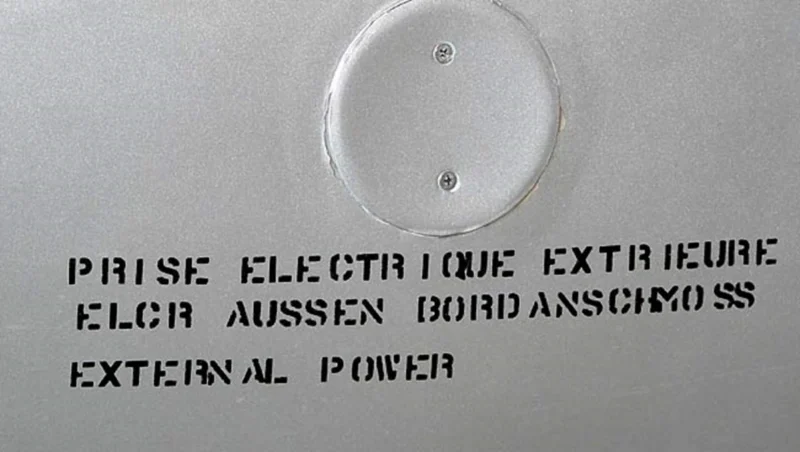 PRISE ELECTRIQUE EXTRIEURE
ELCR AUSSEN BORDANSCHMOSS
EXTERNAL POWER